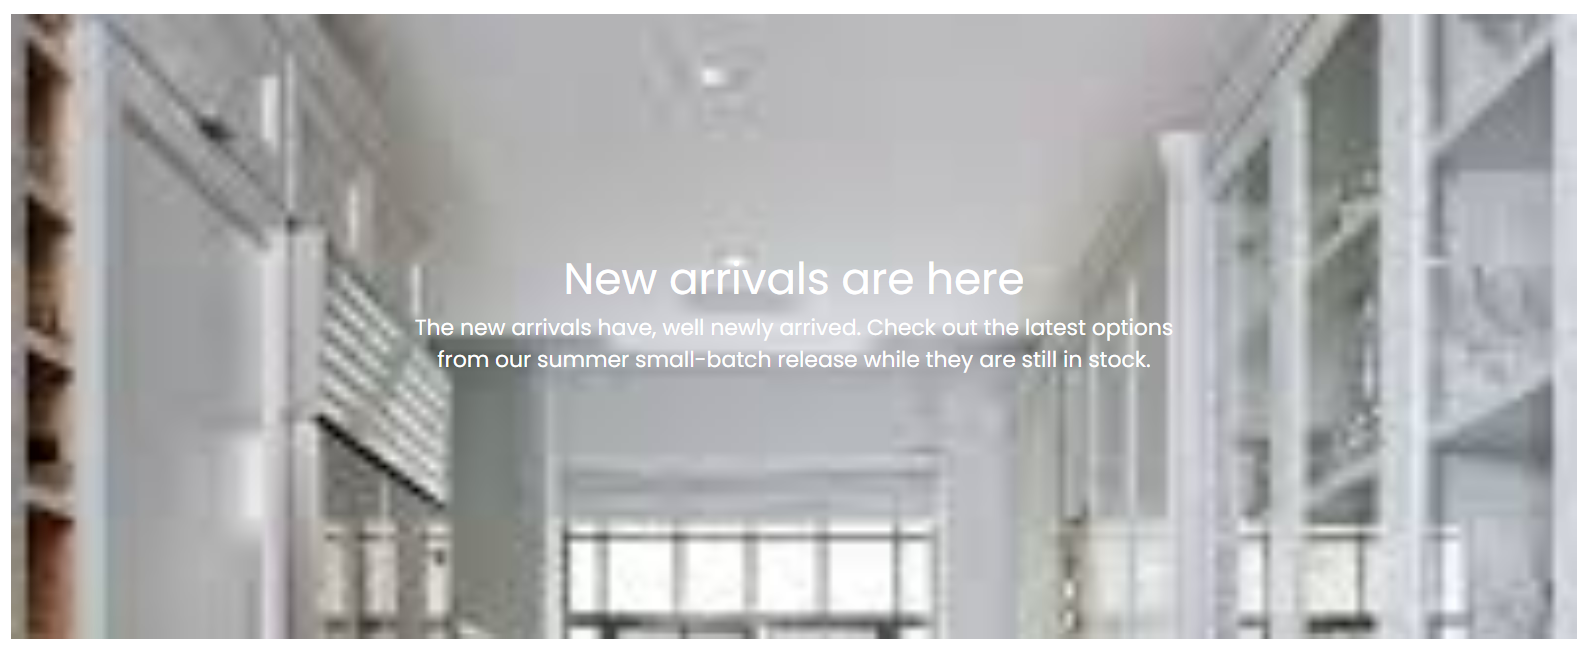 New arrivals are here
The new arrivals have, well newly arrived. Check out the latest options
from our summer small-batch release while they are still in stock.